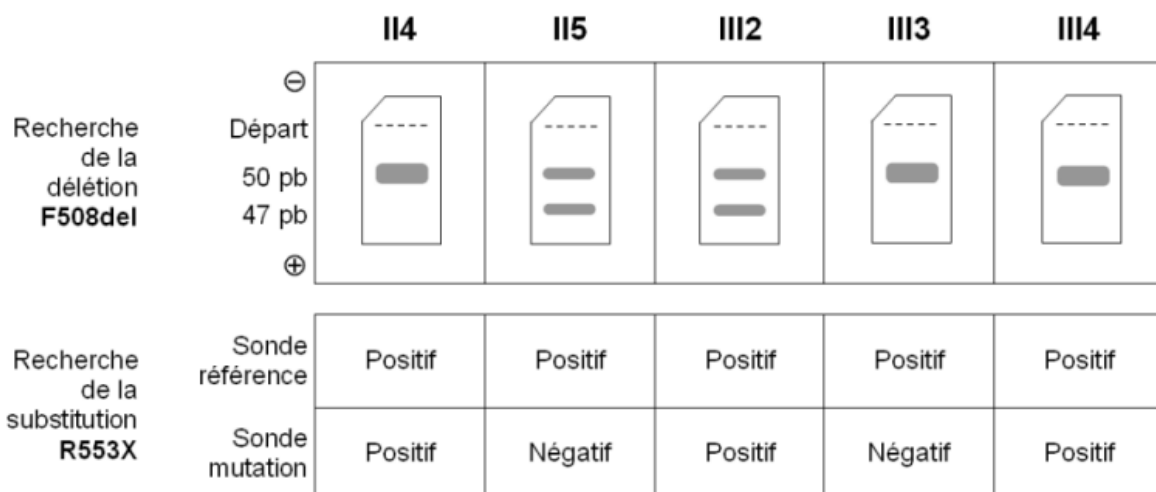 II4 II5 III2 III3 III4
⊖
Départ
50 pb
47 pb
⊕
Recherche
de la
délétion
F508del
Recherche
de la
substitution
R553X
Sonde
référence
Positif Positif Positif Positif Positif
Sonde
mutation
Positif Négatif Positif Négatif Positif